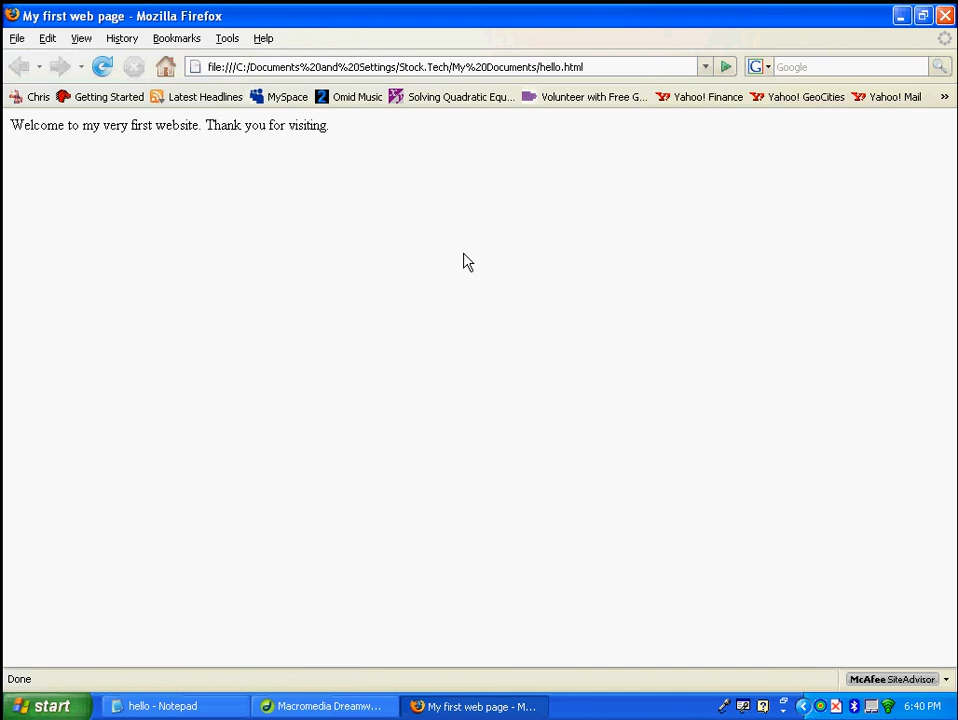 My first web page - Mozilla Firefox
File Edit View History Bookmarks Tools Help
file:///C:/Documents%20and%20Settings/Stock.Tech/My%20Documents/hello.html G Google
Chris Getting Started Latest Headlines MySpace Omid Music Solving Quadratic Equ... Volunteer with Free G... Yahoo! Finance Yahoo! GeoCities Yahoo! Mail »
Welcome to my very first website. Thank you for visiting.
Done McAfee SiteAdvisor
start hello - Notepad Macromedia Dreamw... My first web page - M... 6:40 PM